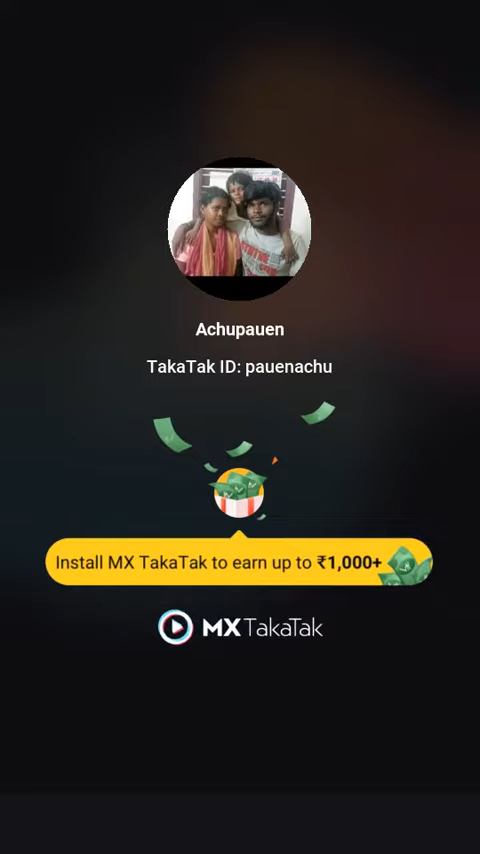 Achupauen
TakaTak ID: pauenachu
Install MX TakaTak to earn up to ₹1,000+
MX TakaTak